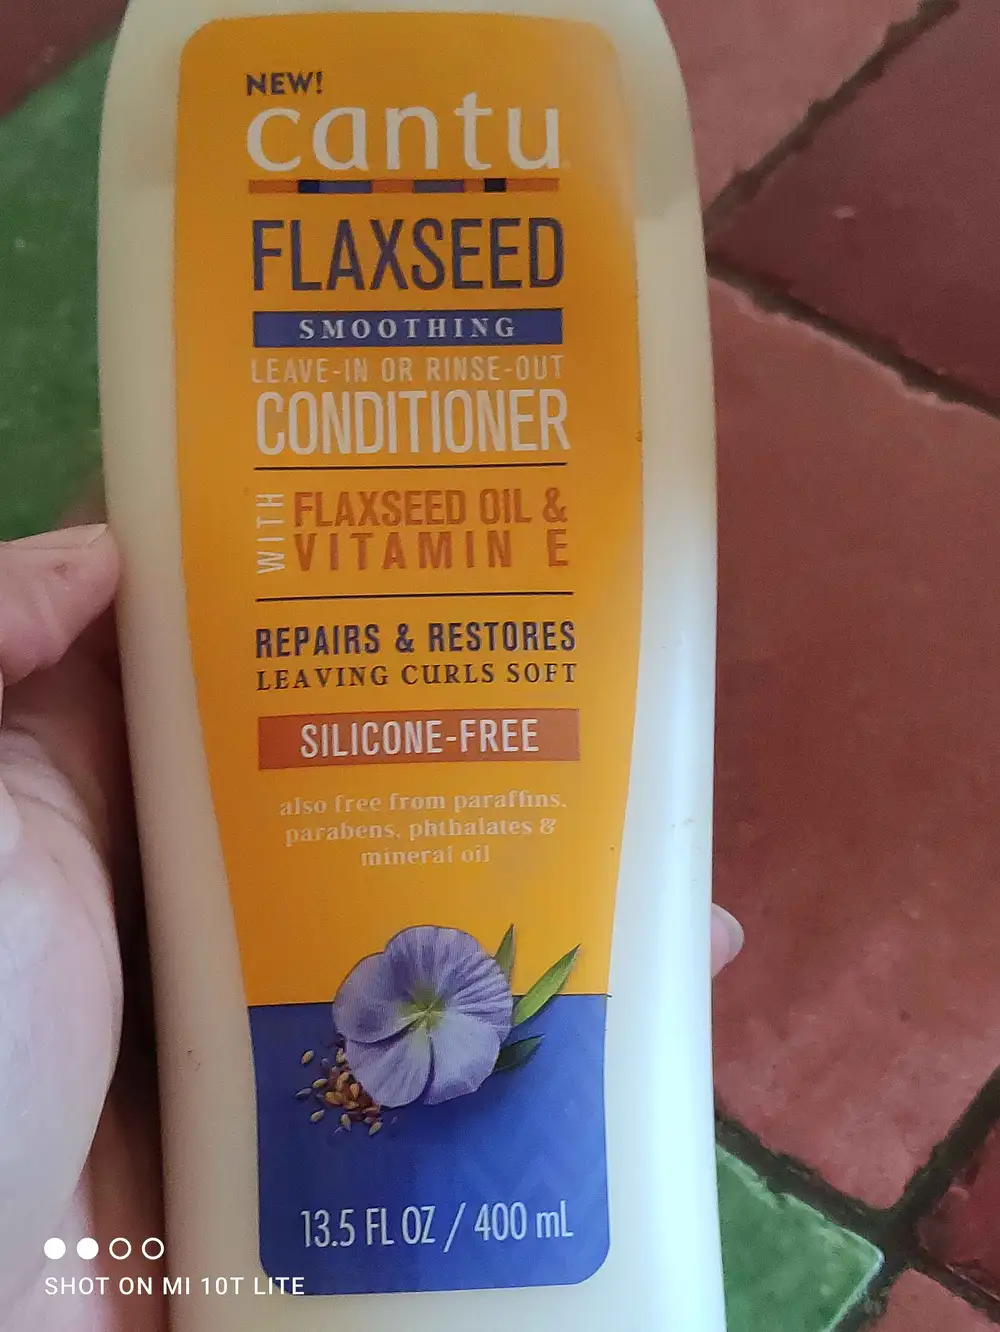 NEW!
cantu
FLAXSEED
SMOOTHING
LEAVE-IN OR RINSE-OUT
CONDITIONER
WITH
FLAXSEED OIL &
VITAMIN E
REPAIRS & RESTORES
LEAVING CURLS SOFT
SILICONE-FREE
also free from paraffins,
parabens, phthalates &
mineral oil
13.5 FL OZ / 400 mL
SHOT ON MI 10T LITE